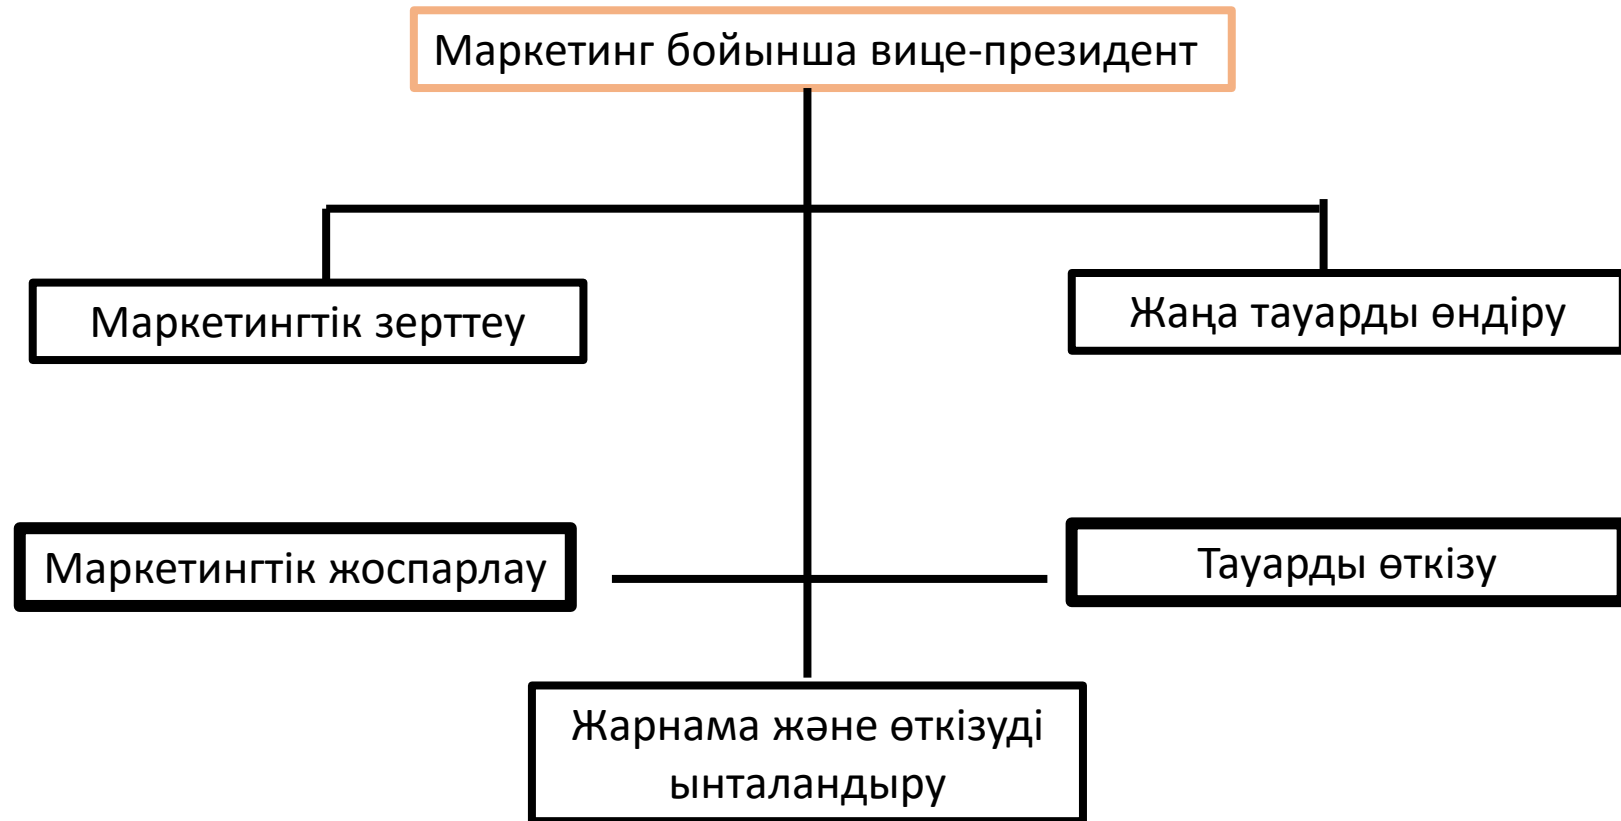 Маркетинг бойынша вице-президент
Маркетингтік зерттеу
Жаңа тауарды өндіру
Маркетингтік жоспарлау
Тауарды өткізу
Жарнама және өткізуді
ынталандыру